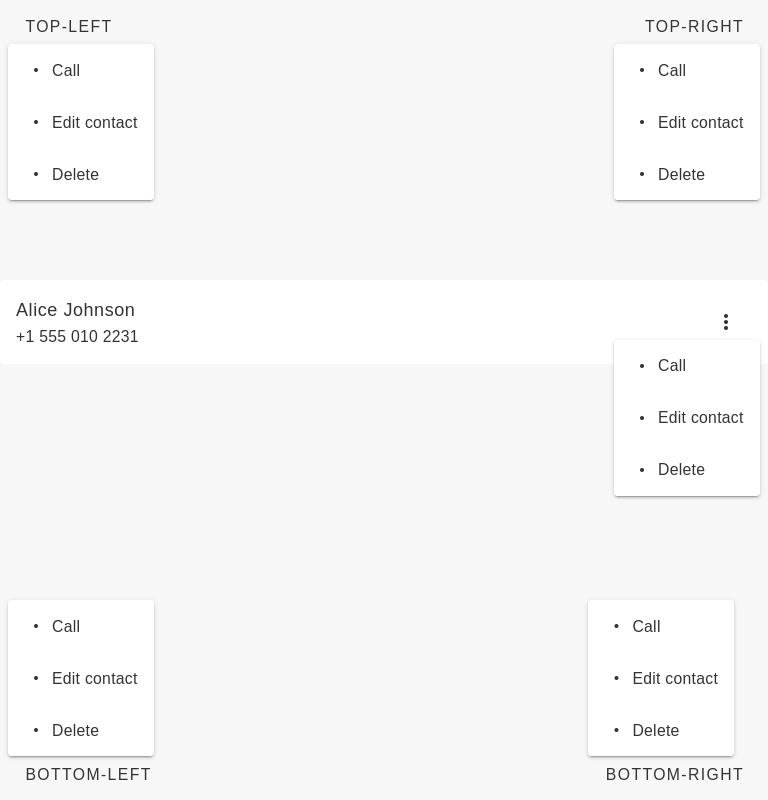 TOP-LEFT
• Call
• Edit contact
• Delete
TOP-RIGHT
• Call
• Edit contact
• Delete
Alice Johnson
+1 555 010 2231
• Call
• Edit contact
• Delete
• Call
• Edit contact
• Delete
BOTTOM-LEFT
• Call
• Edit contact
• Delete
BOTTOM-RIGHT